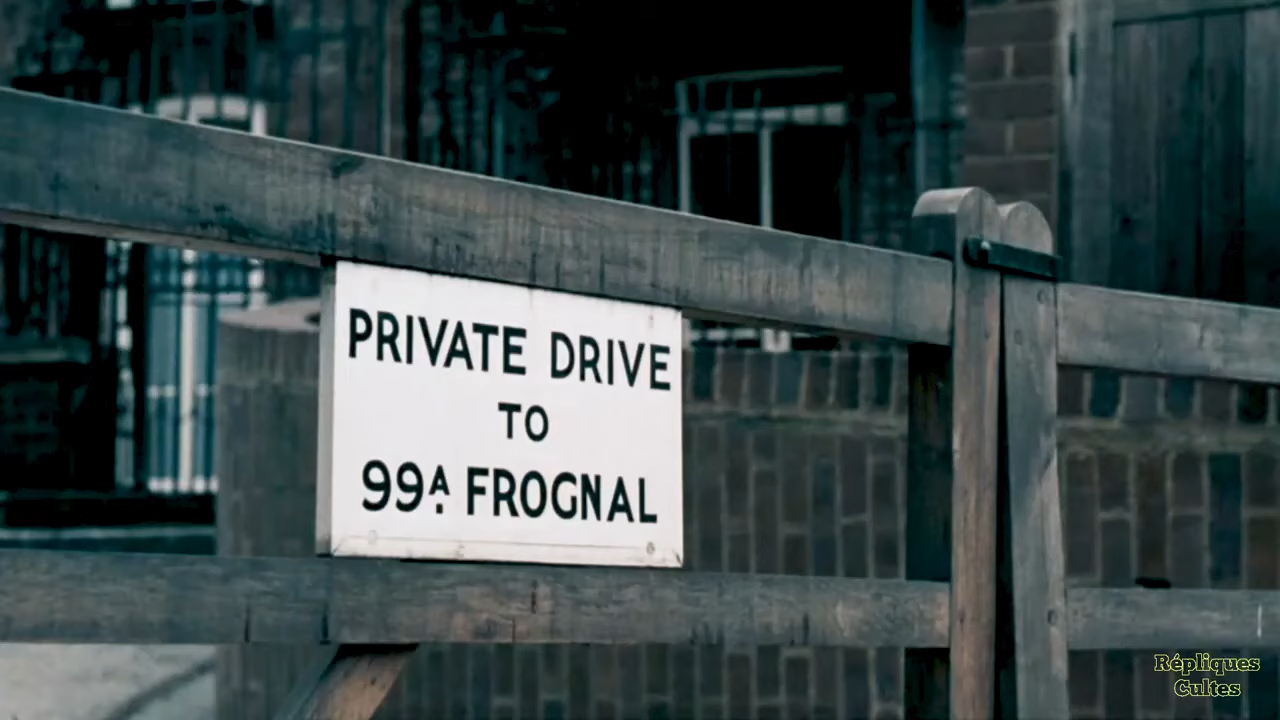 PRIVATE DRIVE
TO
99A FROGNAL
Répliques
Cultes